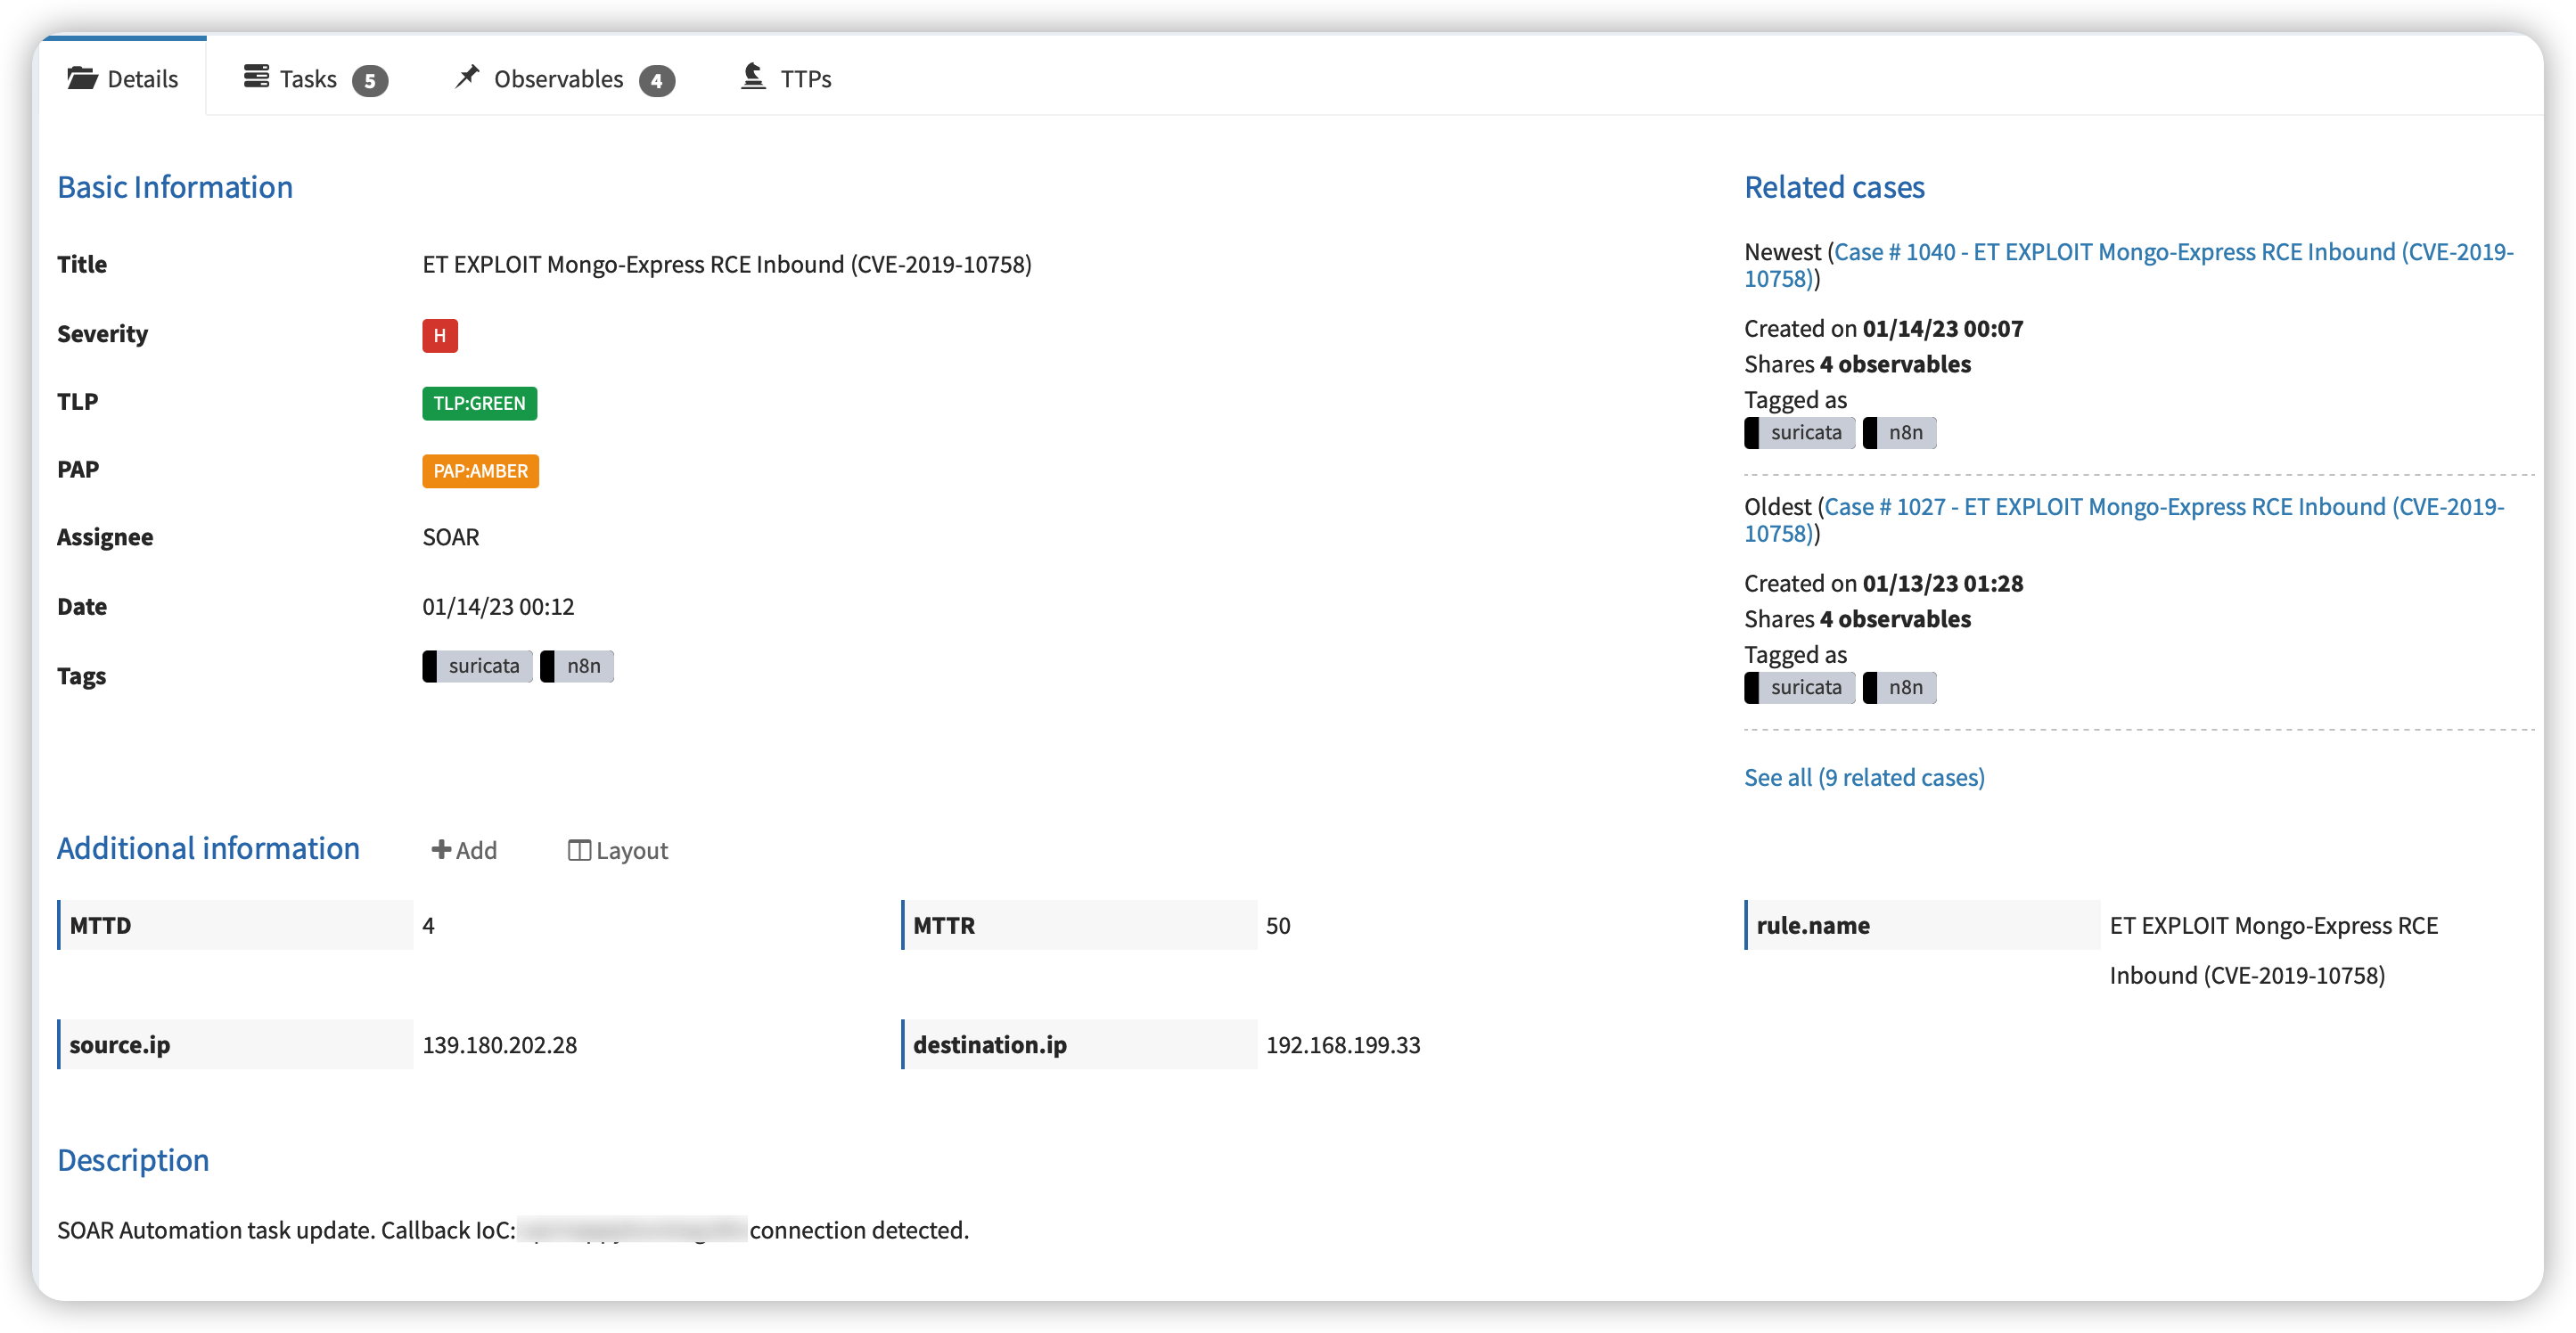 Details
Tasks 5
Observables 4
TTPs
Basic Information
Title
ET EXPLOIT Mongo-Express RCE Inbound (CVE-2019-10758)
Severity
H
TLP
TLP:GREEN
PAP
PAP:AMBER
Assignee
SOAR
Date
01/14/23 00:12
Tags
suricata n8n
Related cases
Newest (Case # 1040 - ET EXPLOIT Mongo-Express RCE Inbound (CVE-2019-
10758))
Created on 01/14/23 00:07
Shares 4 observables
Tagged as
suricata n8n
Oldest (Case # 1027 - ET EXPLOIT Mongo-Express RCE Inbound (CVE-2019-
10758))
Created on 01/13/23 01:28
Shares 4 observables
Tagged as
suricata n8n
See all (9 related cases)
Additional information
Add
Layout
MTTD
4
MTTR
50
rule.name
ET EXPLOIT Mongo-Express RCE
Inbound (CVE-2019-10758)
source.ip
139.180.202.28
destination.ip
192.168.199.33
Description
SOAR Automation task update. Callback IoC: connection detected.